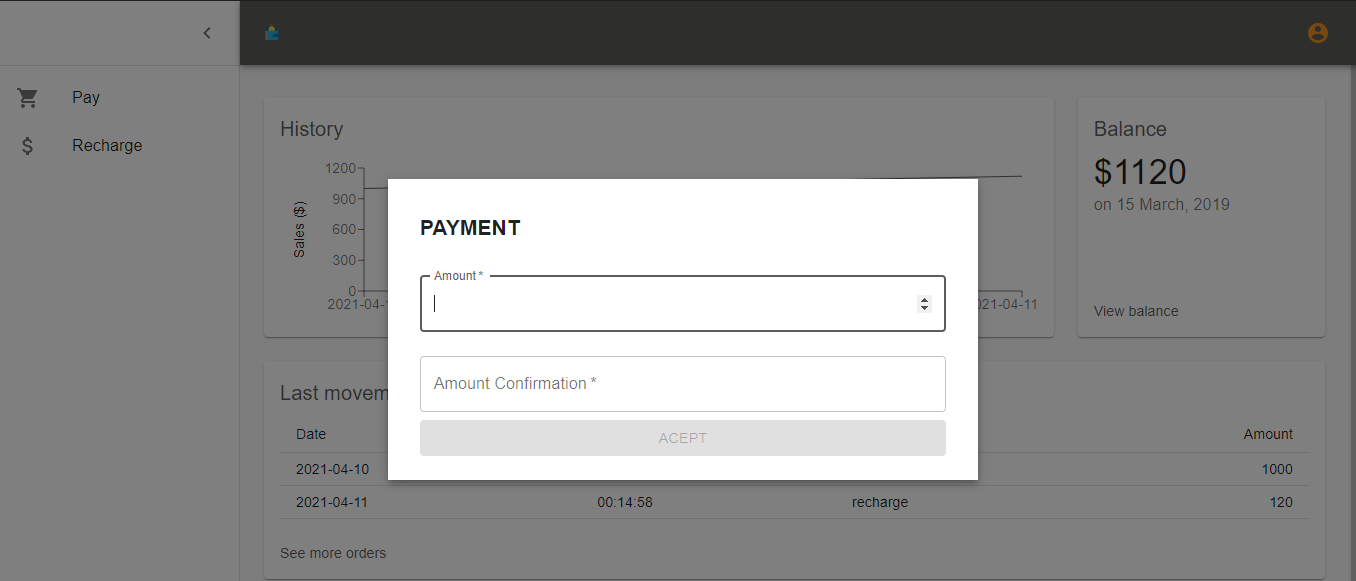 Pay
Recharge
History
1200
900
600
300
0
Sales ($)
2021-04-
021-04-11
Balance
$1120
on 15 March, 2019
View balance
PAYMENT
Amount *
Amount Confirmation *
ACEPT
Last movem
Date Amount
2021-04-10 1000
2021-04-11 00:14:58 recharge 120
See more orders